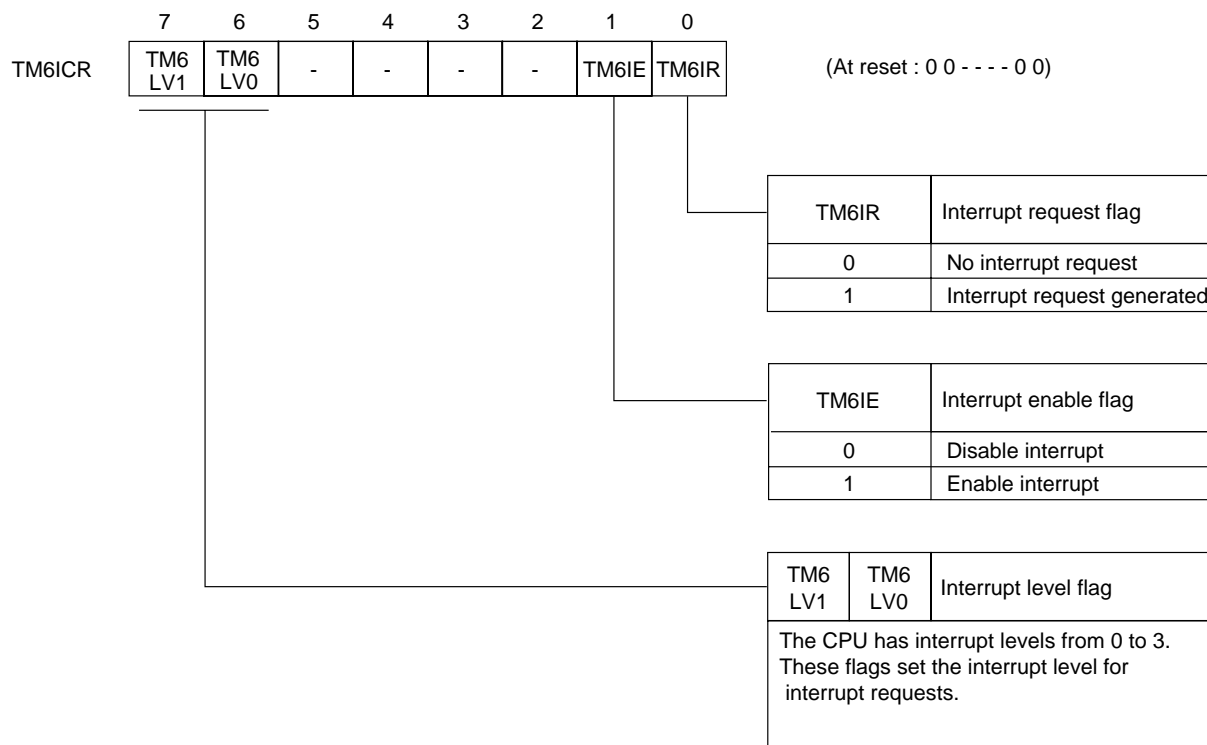 7 6 5 4 3 2 1 0
TM6ICR TM6 LV1 TM6 LV0 - - - - TM6IE TM6IR (At reset : 0 0 - - - - 0 0)
TM6IR Interrupt request flag
0 No interrupt request
1 Interrupt request generated
TM6IE Interrupt enable flag
0 Disable interrupt
1 Enable interrupt
TM6 LV1 TM6 LV0 Interrupt level flag
The CPU has interrupt levels from 0 to 3.
These flags set the interrupt level for
interrupt requests.